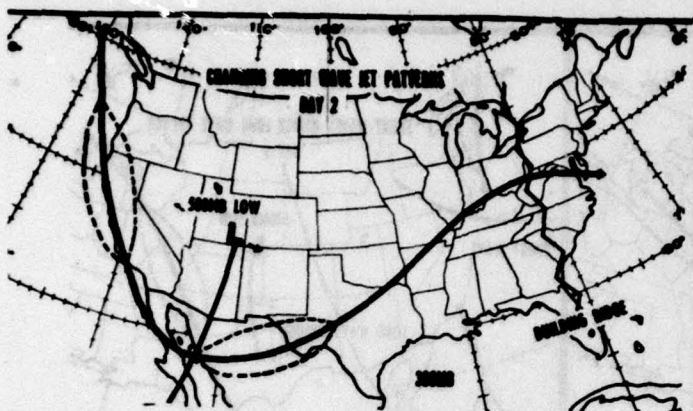 CHANGING SHORT WAVE JET PATTERNS
DAY 2
500MB LOW
L
BUILDING RIDGE
300MB